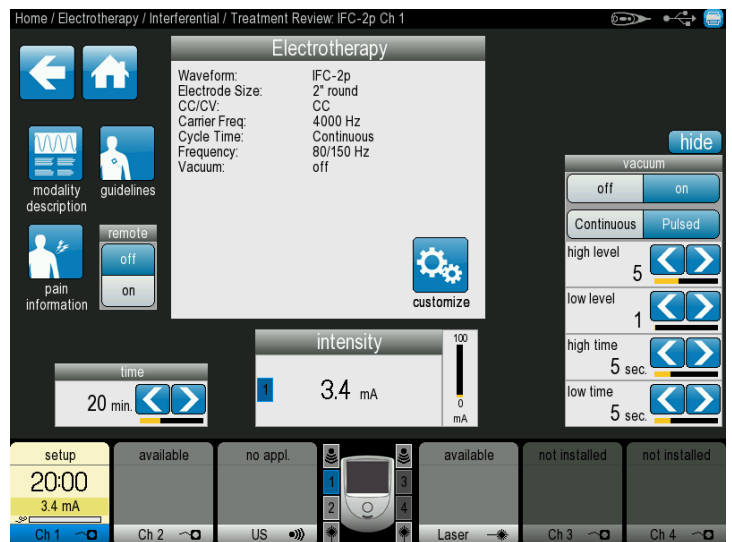 Home / Electrotherapy / Interferential / Treatment Review: IFC-2p Ch 1
Electrotherapy
Waveform: IFC-2p
Electrode Size: 2" round
CC/CV: CC
Carrier Freq: 4000 Hz
Cycle Time: Continuous
Frequency: 80/150 Hz
Vacuum: off
customize
modality
description
guidelines
pain
information
remote
off
on
hide
vacuum
off on
Continuous Pulsed
high level
5
low level
1
high time
5 sec.
low time
5 sec.
time
20 min.
intensity
1 3.4 mA
100
0
mA
setup
20:00
3.4 mA
Ch 1
available
Ch 2
no appl.
US
1
2
3
4
available
Laser
not installed
Ch 3
not installed
Ch 4